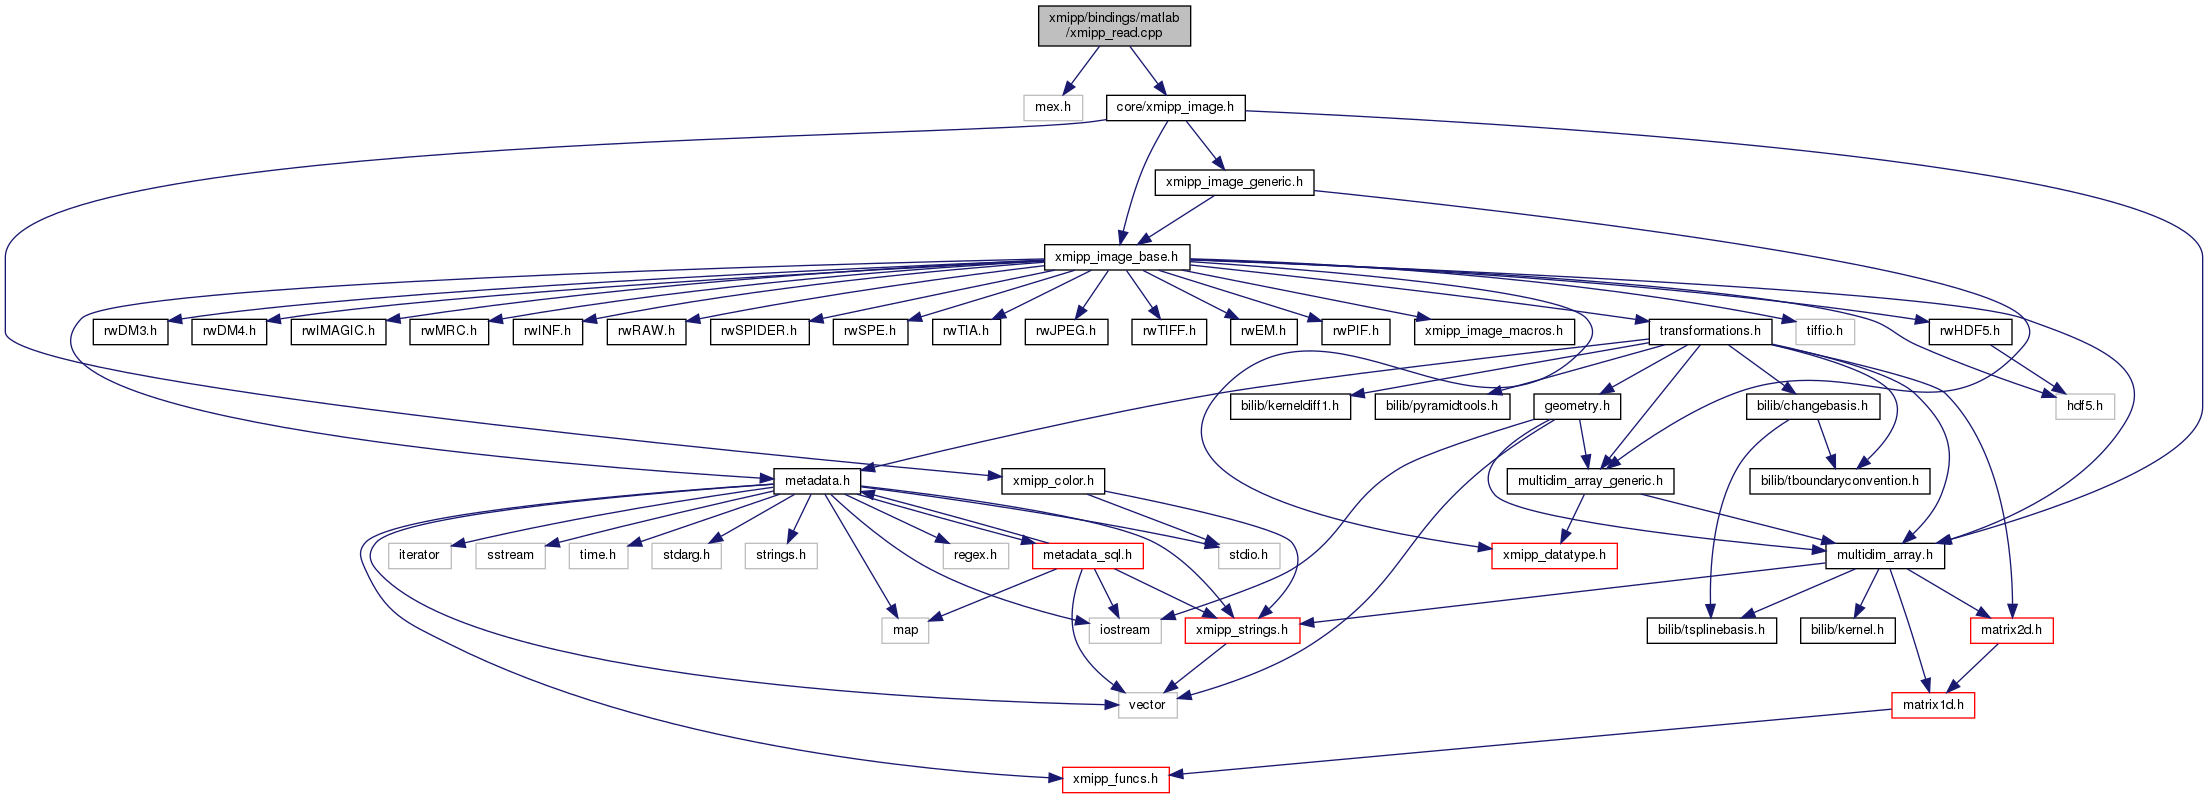 xmipp/bindings/matlab
/xmipp_read.cpp
mex.h
core/xmipp_image.h
xmipp_image_generic.h
xmipp_image_base.h
rwDM3.h
rwDM4.h
rwIMAGIC.h
rwMRC.h
rwINF.h
rwRAW.h
rwSPIDER.h
rwSPE.h
rwTIA.h
rwJPEG.h
rwTIFF.h
rwEM.h
rwPIF.h
xmipp_image_macros.h
transformations.h
tiffio.h
rwHDF5.h
bilib/kerneldiff1.h
bilib/pyramidtools.h
geometry.h
bilib/changebasis.h
hdf5.h
metadata.h
xmipp_color.h
multidim_array_generic.h
bilib/tboundaryconvention.h
iterator
sstream
time.h
stdarg.h
strings.h
regex.h
metadata_sql.h
stdio.h
xmipp_datatype.h
multidim_array.h
map
iostream
xmipp_strings.h
bilib/tsplinebasis.h
bilib/kernel.h
matrix2d.h
vector
matrix1d.h
xmipp_funcs.h